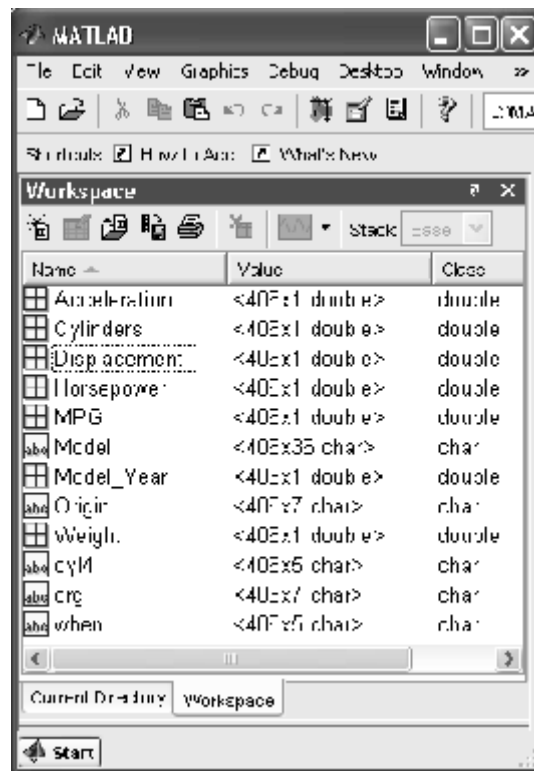 MATLAB
File Edit View Graphics Debug Desktop Window »
Shortcuts How to Add What's New
Workspace
Stack: Base
Name Value Class
Acceleration <406x1 double> double
Cylinders <406x1 double> double
Displacement <406x1 double> double
Horsepower <406x1 double> double
MPG <406x1 double> double
Model <406x36 char> char
Model_Year <406x1 double> double
Origin <406x7 char> char
Weight <406x1 double> double
cyl4 <406x5 char> char
org <406x7 char> char
when <406x5 char> char
Current Directory Workspace
Start